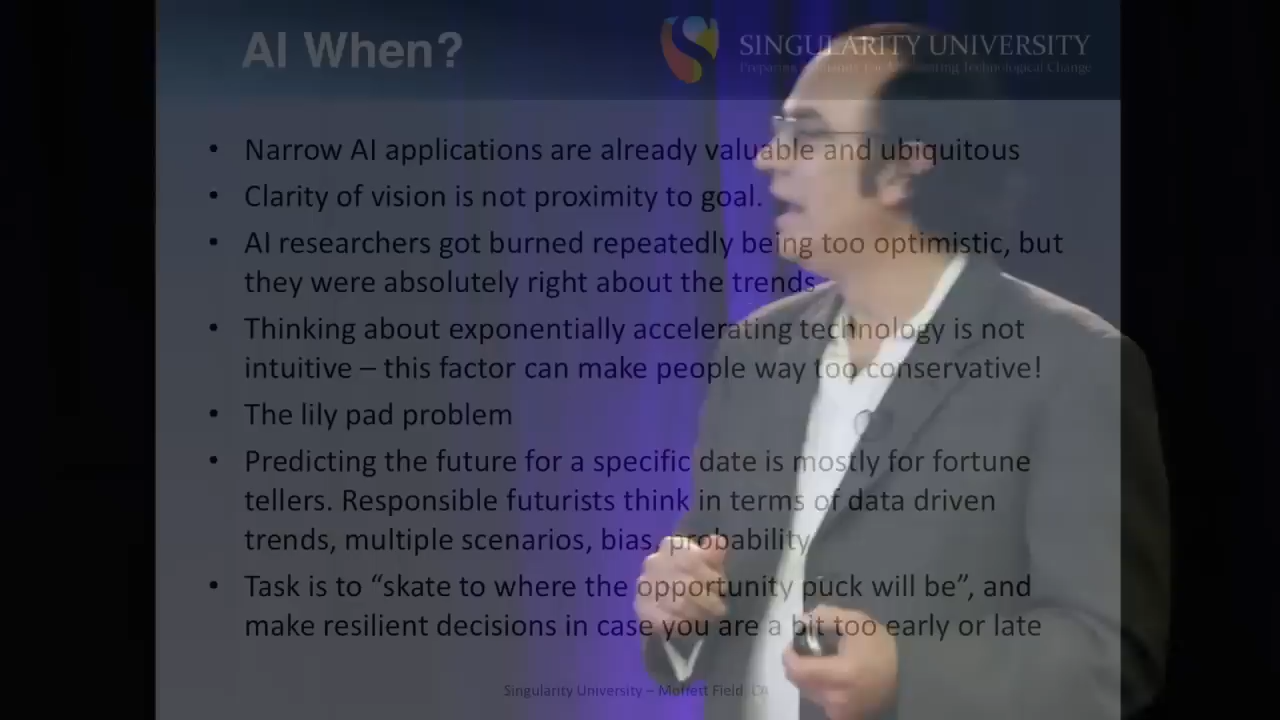 AI When?
SINGULARITY UNIVERSITY
Technological Change
• Narrow AI applications are already valuable and ubiquitous
• Clarity of vision is not proximity to goal.
• AI researchers got burned repeatedly being too optimistic, but
they were absolutely right about the trends
• Thinking about exponentially accelerating technology is not
intuitive – this factor can make people way too conservative!
• The lily pad problem
• Predicting the future for a specific date is mostly for fortune
tellers. Responsible futurists think in terms of data driven
trends, multiple scenarios, bias, probability
• Task is to “skate to where the opportunity puck will be”, and
make resilient decisions in case you are a bit too early or late
Singularity University – Moffett Field, CA